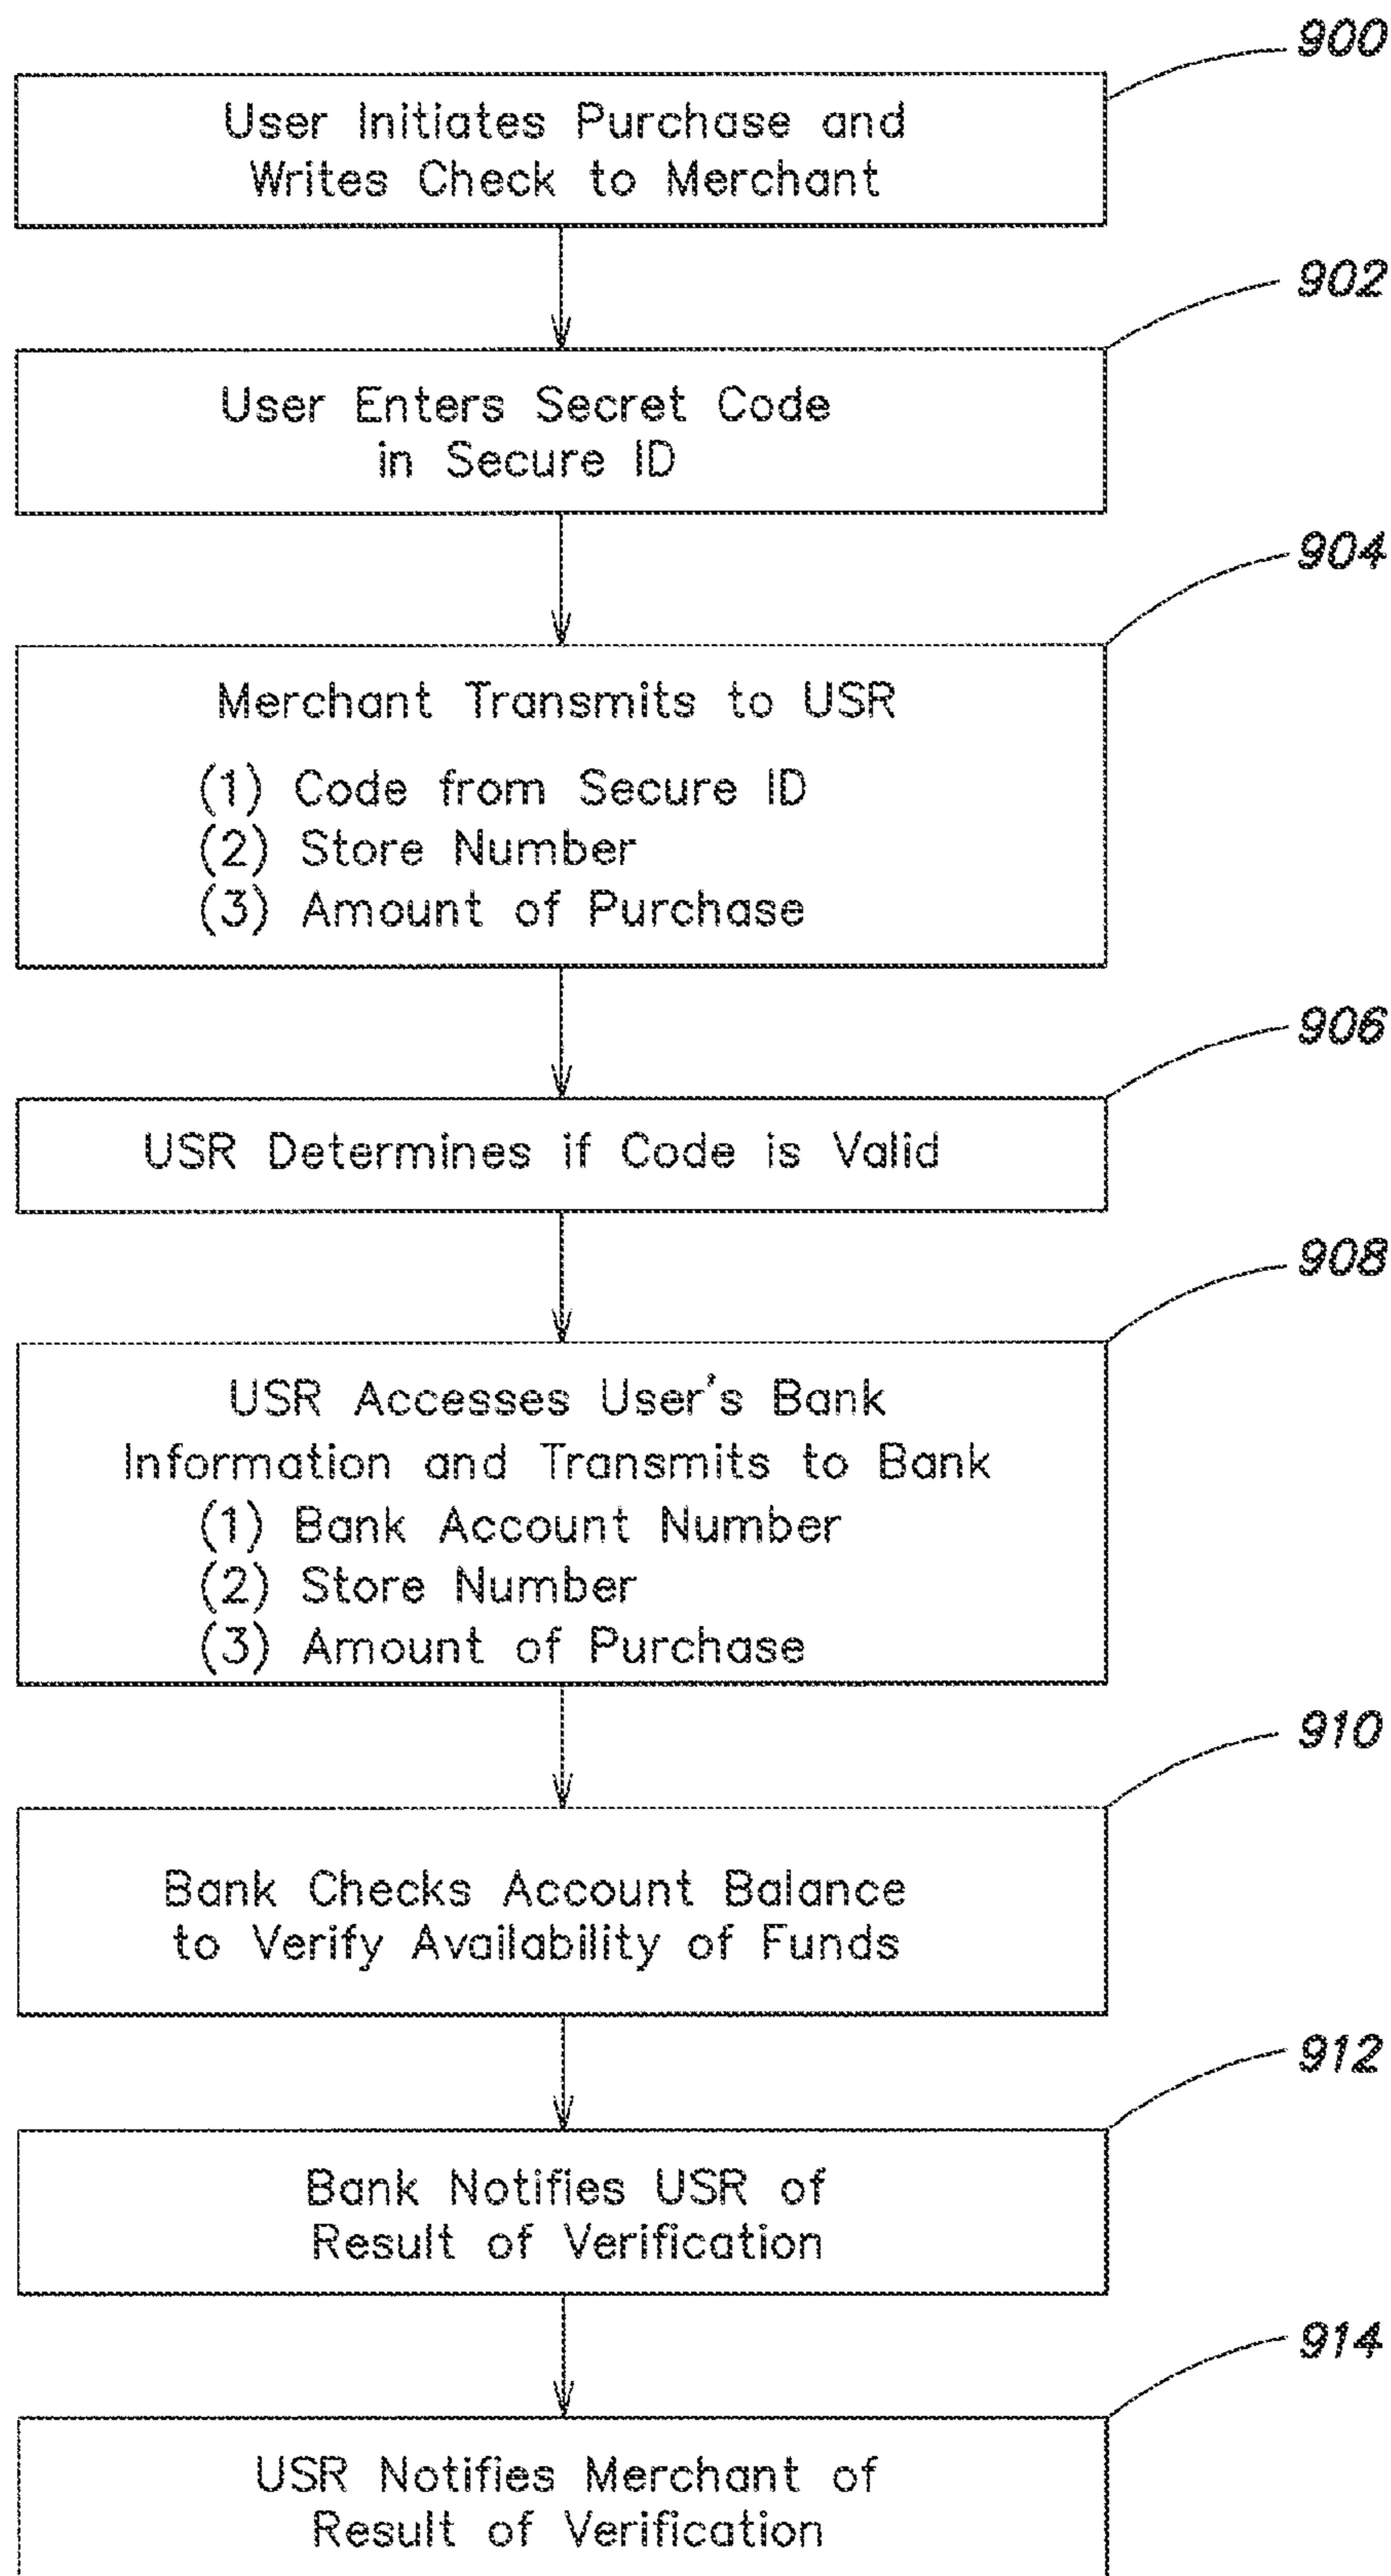 900
User Initiates Purchase and
Writes Check to Merchant
902
User Enters Secret Code
in Secure ID
904
Merchant Transmits to USR
(1) Code from Secure ID
(2) Store Number
(3) Amount of Purchase
906
USR Determines if Code is Valid
908
USR Accesses User's Bank
Information and Transmits to Bank
(1) Bank Account Number
(2) Store Number
(3) Amount of Purchase
910
Bank Checks Account Balance
to Verify Availability of Funds
912
Bank Notifies USR of
Result of Verification
914
USR Notifies Merchant of
Result of Verification